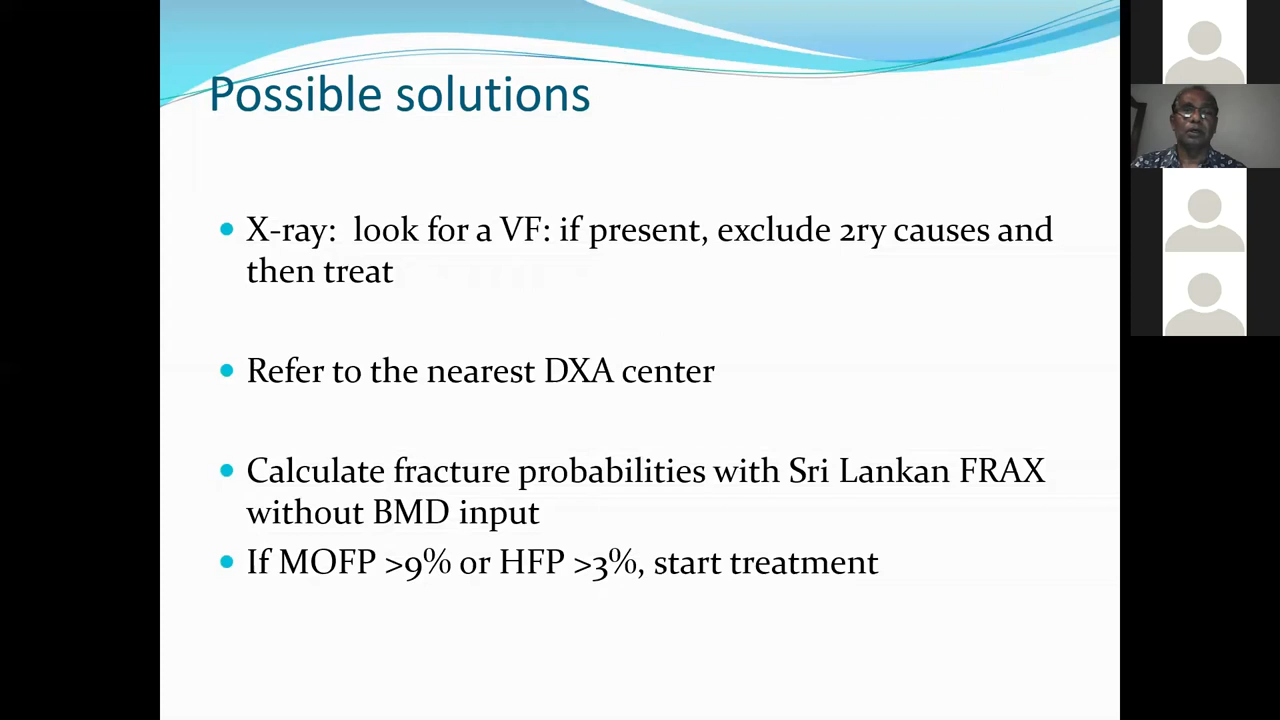 Possible solutions
X-ray: look for a VF: if present, exclude 2ry causes and
then treat
Refer to the nearest DXA center
Calculate fracture probabilities with Sri Lankan FRAX
without BMD input
If MOFP >9% or HFP >3%, start treatment